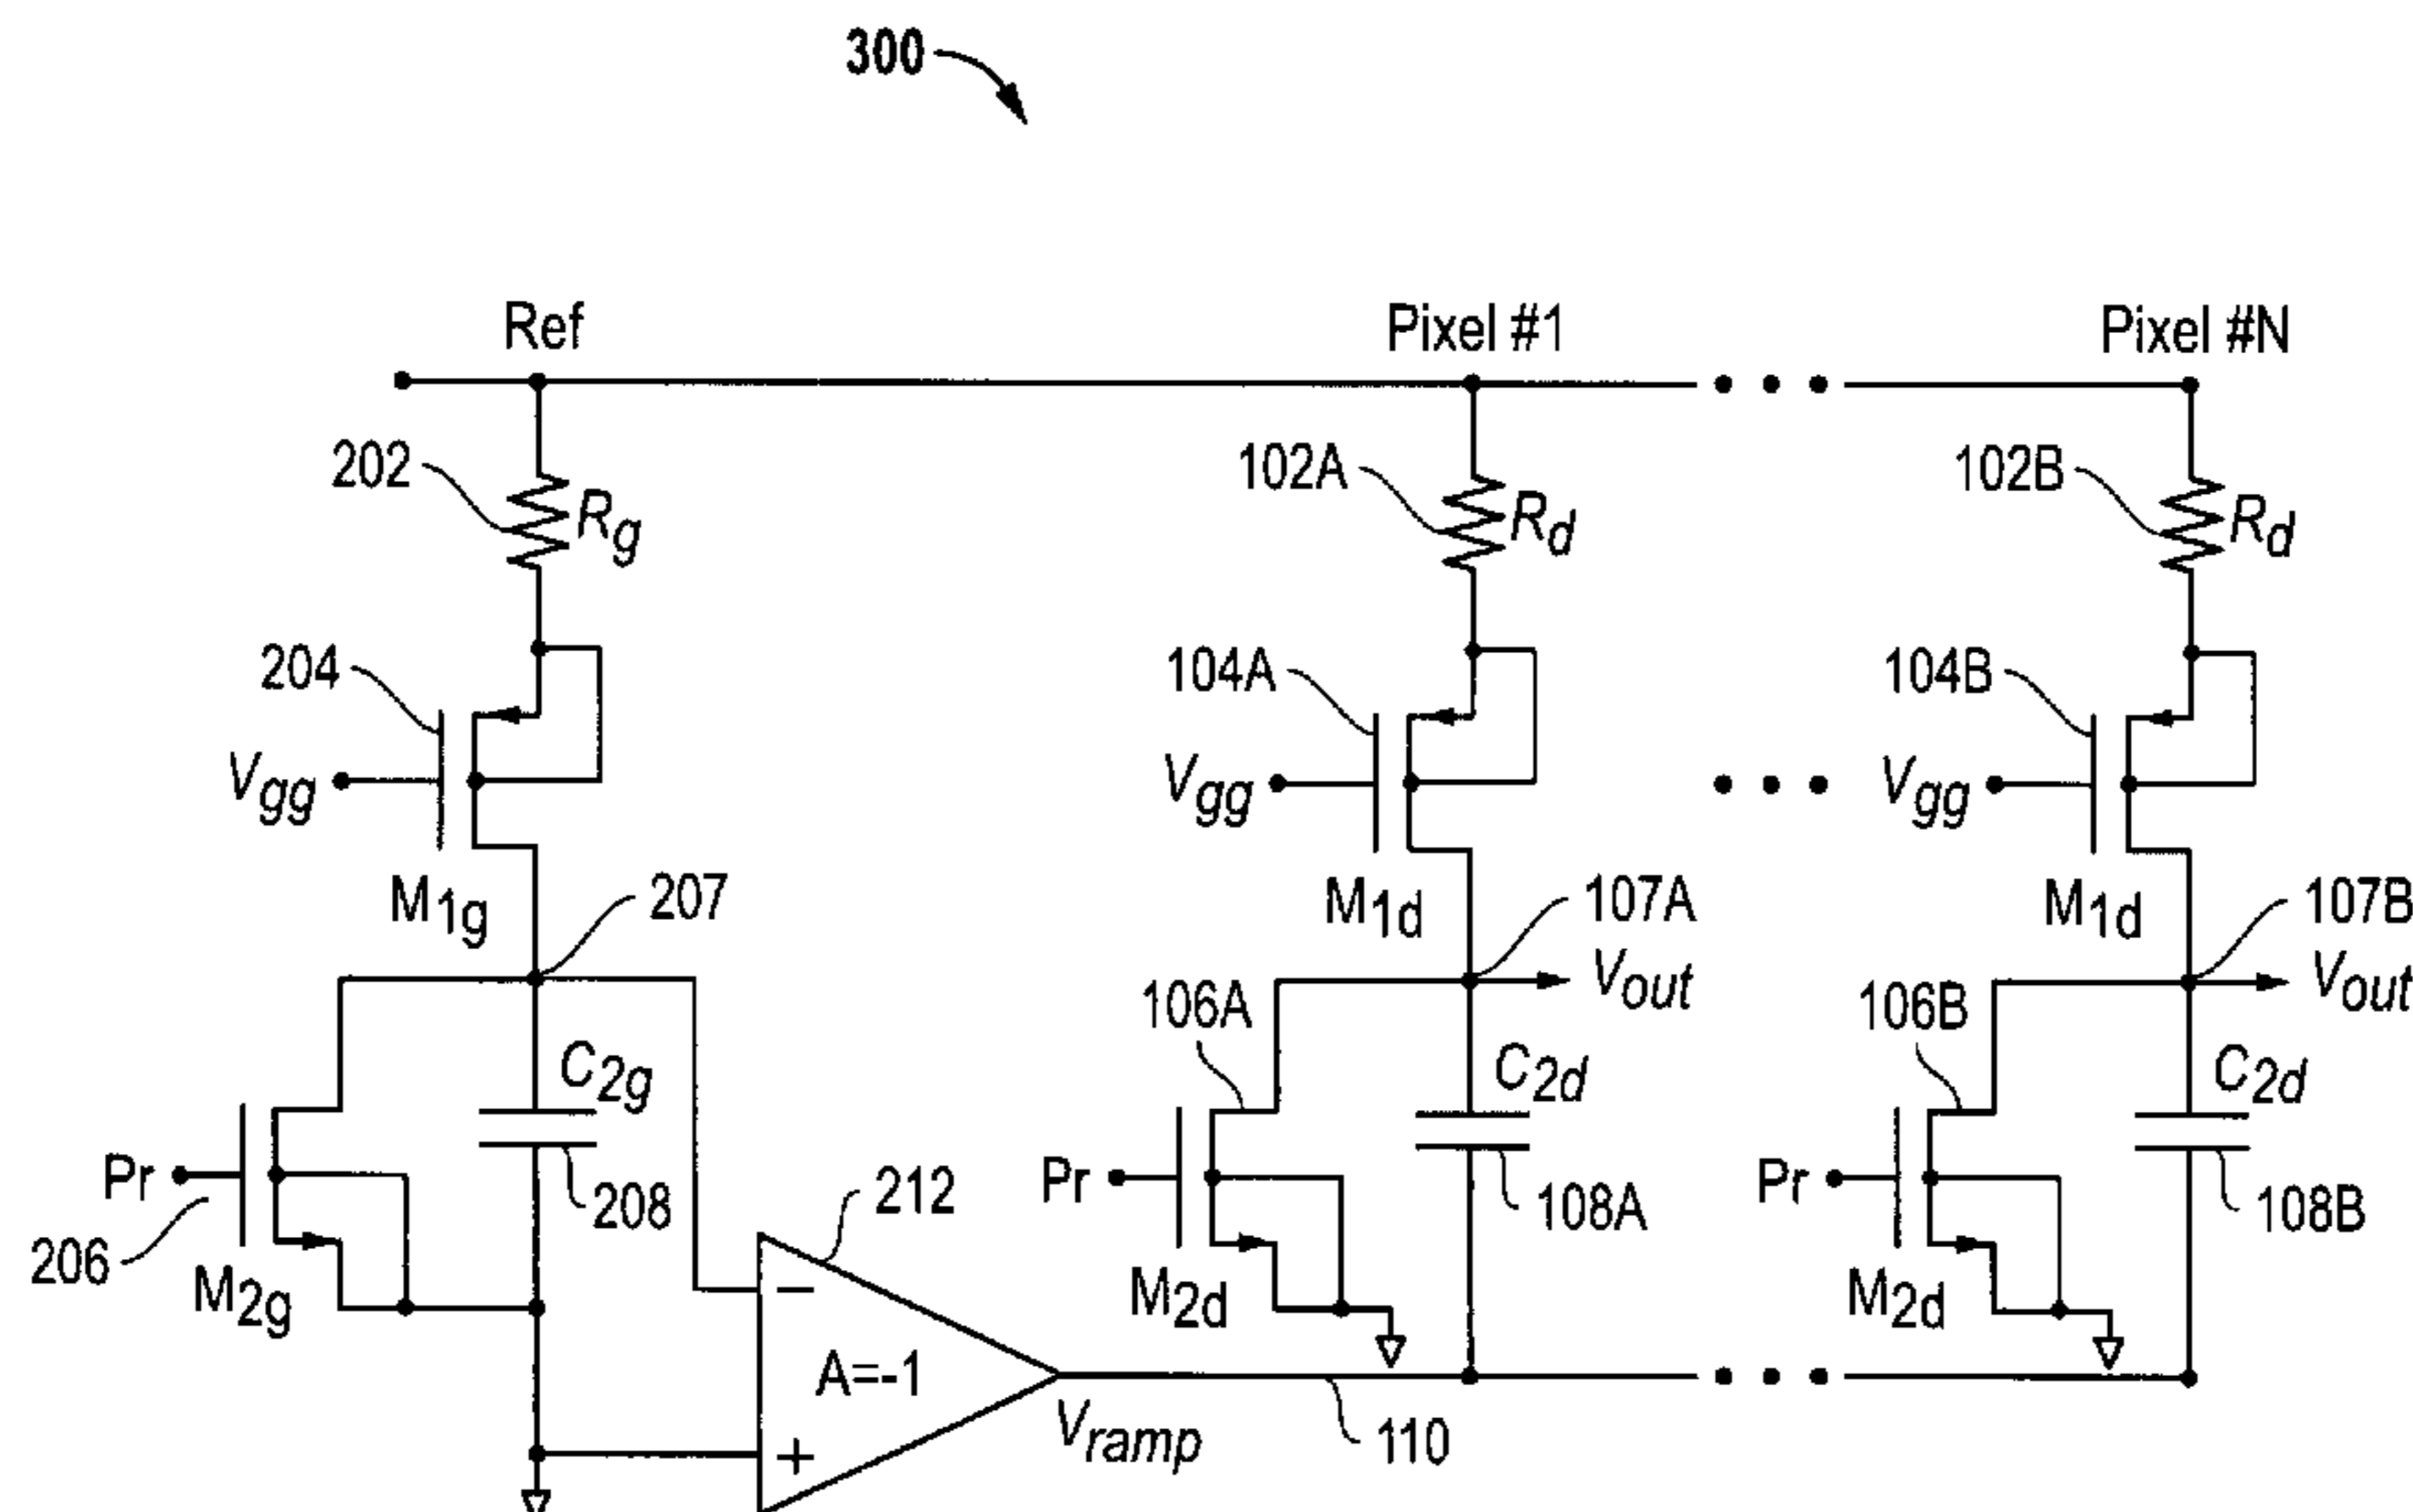 300
Ref
Pixel #1
Pixel #N
202
Rg
102A
Rd
102B
Rd
204
104A
104B
Vgg
Vgg
Vgg
M1g
207
M1d
107A
M1d
107B
Vout
Vout
106A
106B
C2g
C2d
C2d
Pr
Pr
Pr
208
212
108A
108B
206
M2g
−
M2d
M2d
A=-1
Vramp
110
+